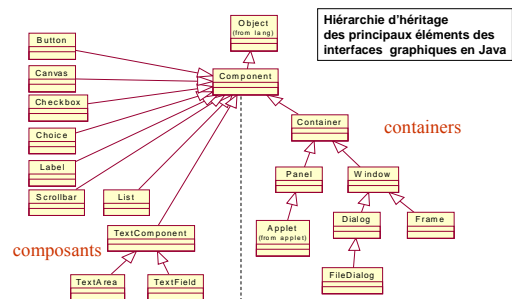 Hiérarchie d'héritage
des principaux éléments des
interfaces graphiques en Java
Object
(from lang)
Button
Canvas
Checkbox
Choice
Label
Scrollbar
Component
List
Container
containers
Panel
Window
Applet
(from applet)
Dialog
Frame
TextComponent
composants
FileDialog
TextArea
TextField